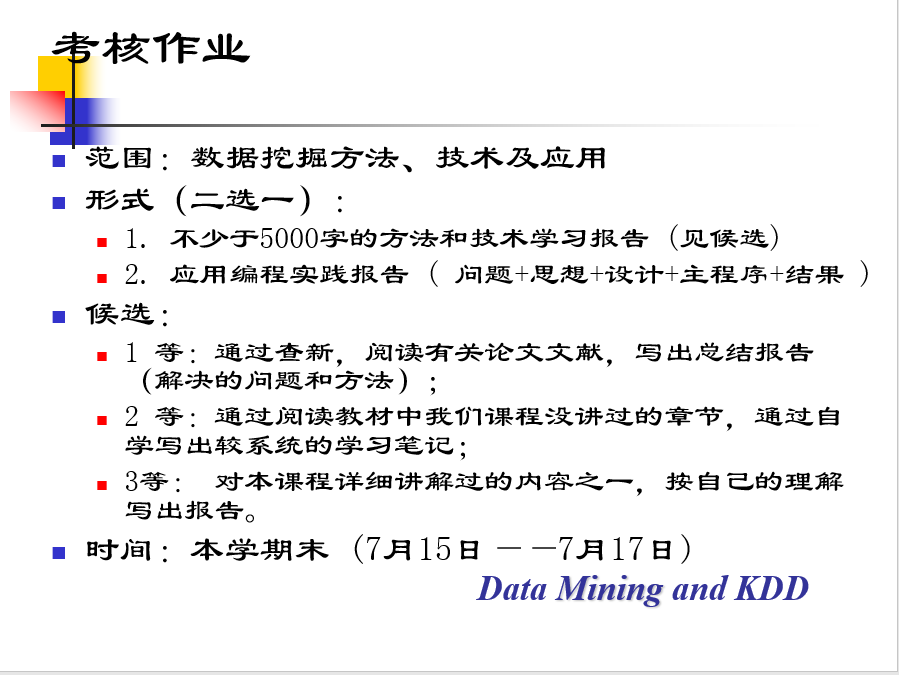 考核作业
范围：数据挖掘方法、技术及应用
形式（二选一）：
1. 不少于5000字的方法和技术学习报告（见候选）
2. 应用编程实践报告（ 问题+思想+设计+主程序+结果 ）
候选：
1 等：通过查新，阅读有关论文文献，写出总结报告
（解决的问题和方法）；
2 等：通过阅读教材中我们课程没讲过的章节，通过自
学写出较系统的学习笔记；
3等： 对本课程详细讲解过的内容之一，按自己的理解
写出报告。
时间：本学期末（7月15日－－7月17日）
Data Mining and KDD